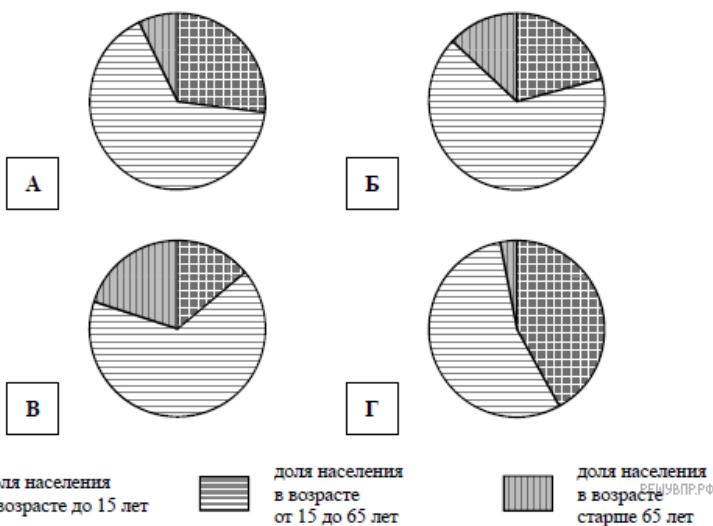 А
Б
В
Г
ля населения
возрасте до 15 лет
доля населения
в возрасте
от 15 до 65 лет
доля населения
в возрасте
старше 65 лет
РЕШУВПР.РФ